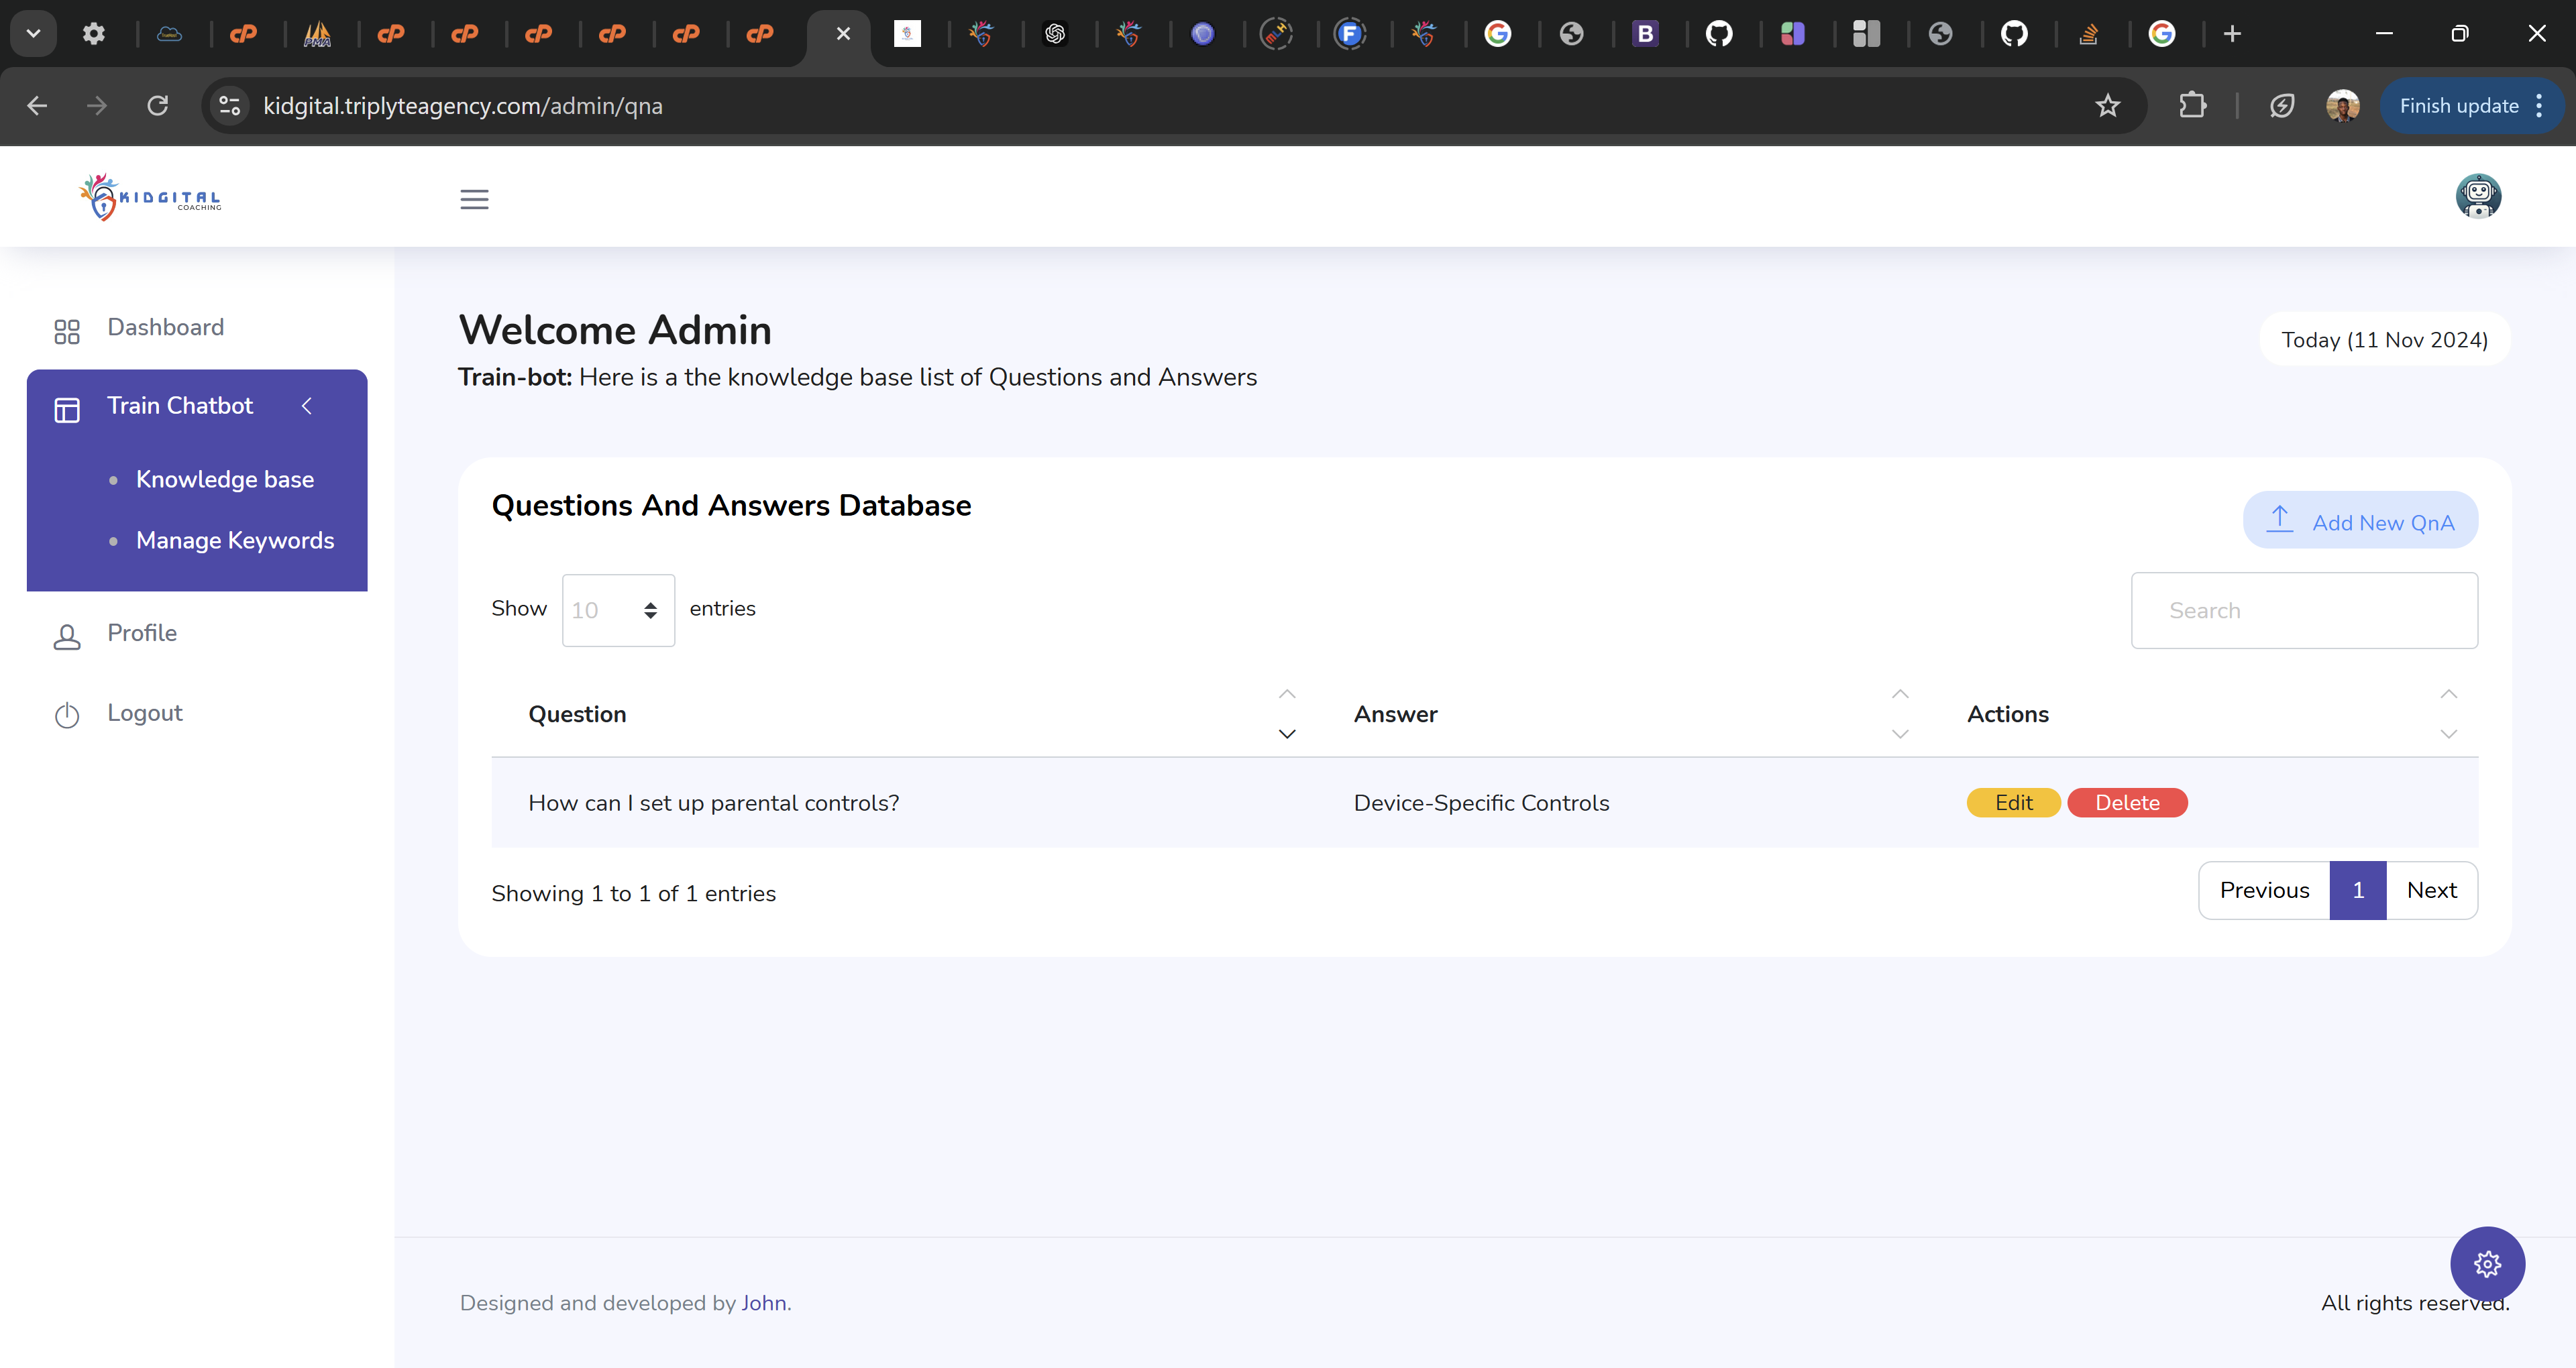 kidgital.triplyteagency.com/admin/qna
Finish update
KIDGITAL
COACHING
Dashboard
Train Chatbot
Knowledge base
Manage Keywords
Profile
Logout
Welcome Admin
Train-bot: Here is a the knowledge base list of Questions and Answers
Today (11 Nov 2024)
Questions And Answers Database
Add New QnA
Show 10 entries
Search
Question Answer Actions
How can I set up parental controls? Device-Specific Controls Edit Delete
Showing 1 to 1 of 1 entries
Previous 1 Next
Designed and developed by John.
All rights reserved.